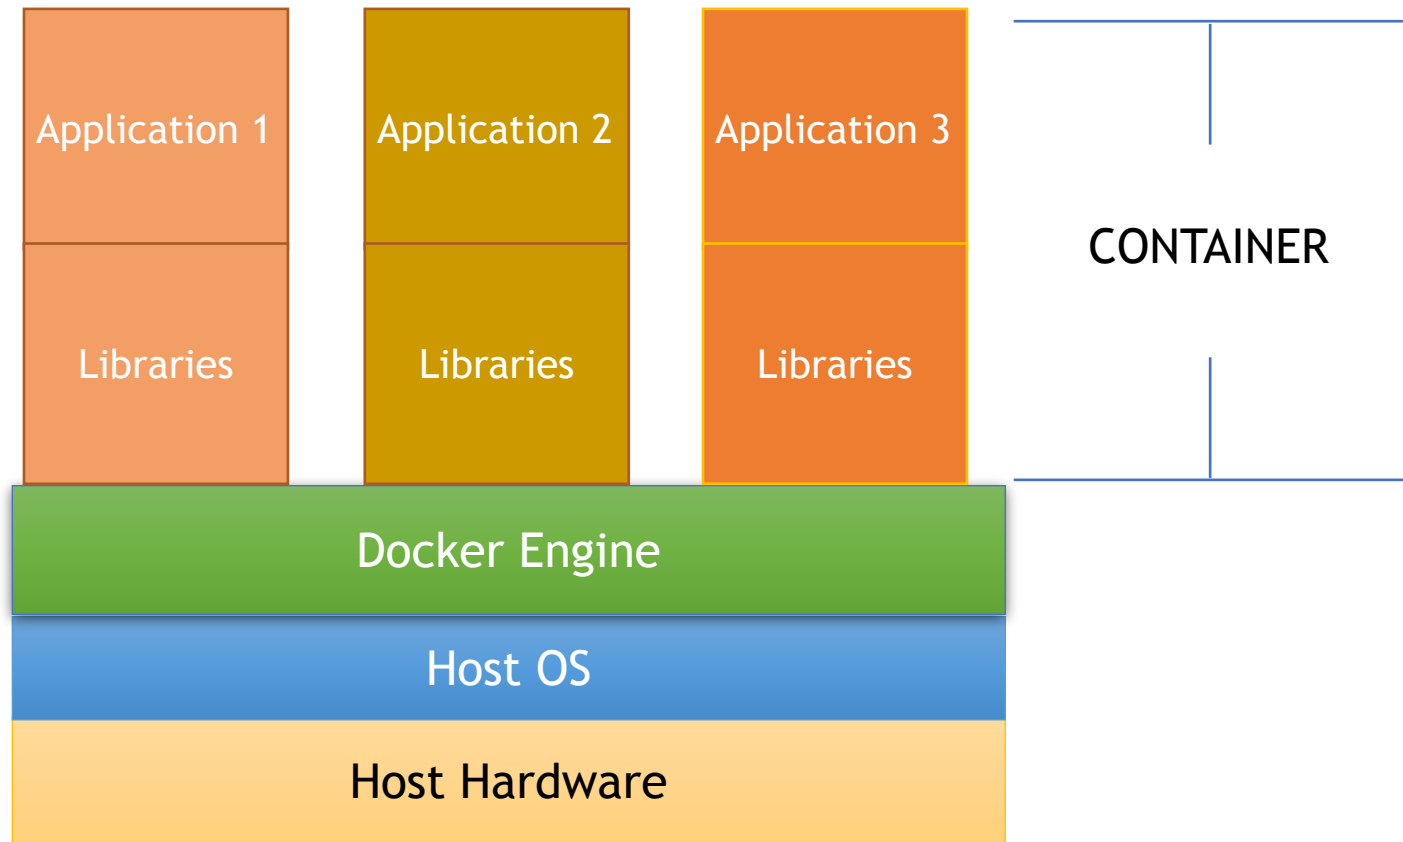 Application 1
Application 2
Application 3
CONTAINER
Libraries
Libraries
Libraries
Docker Engine
Host OS
Host Hardware